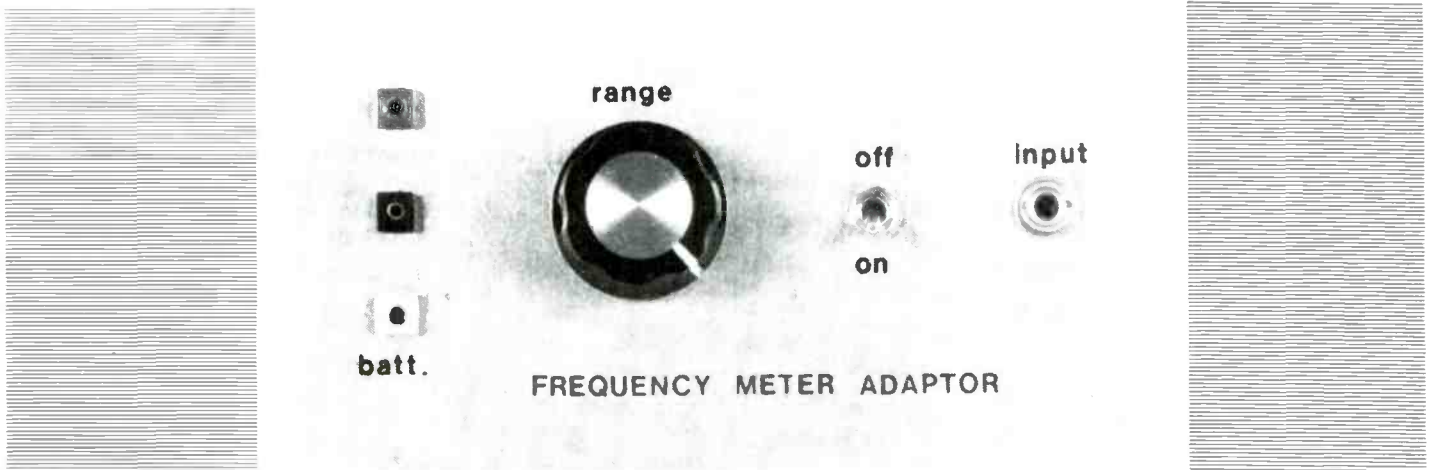 range
off
input
on
batt.
FREQUENCY METER ADAPTOR